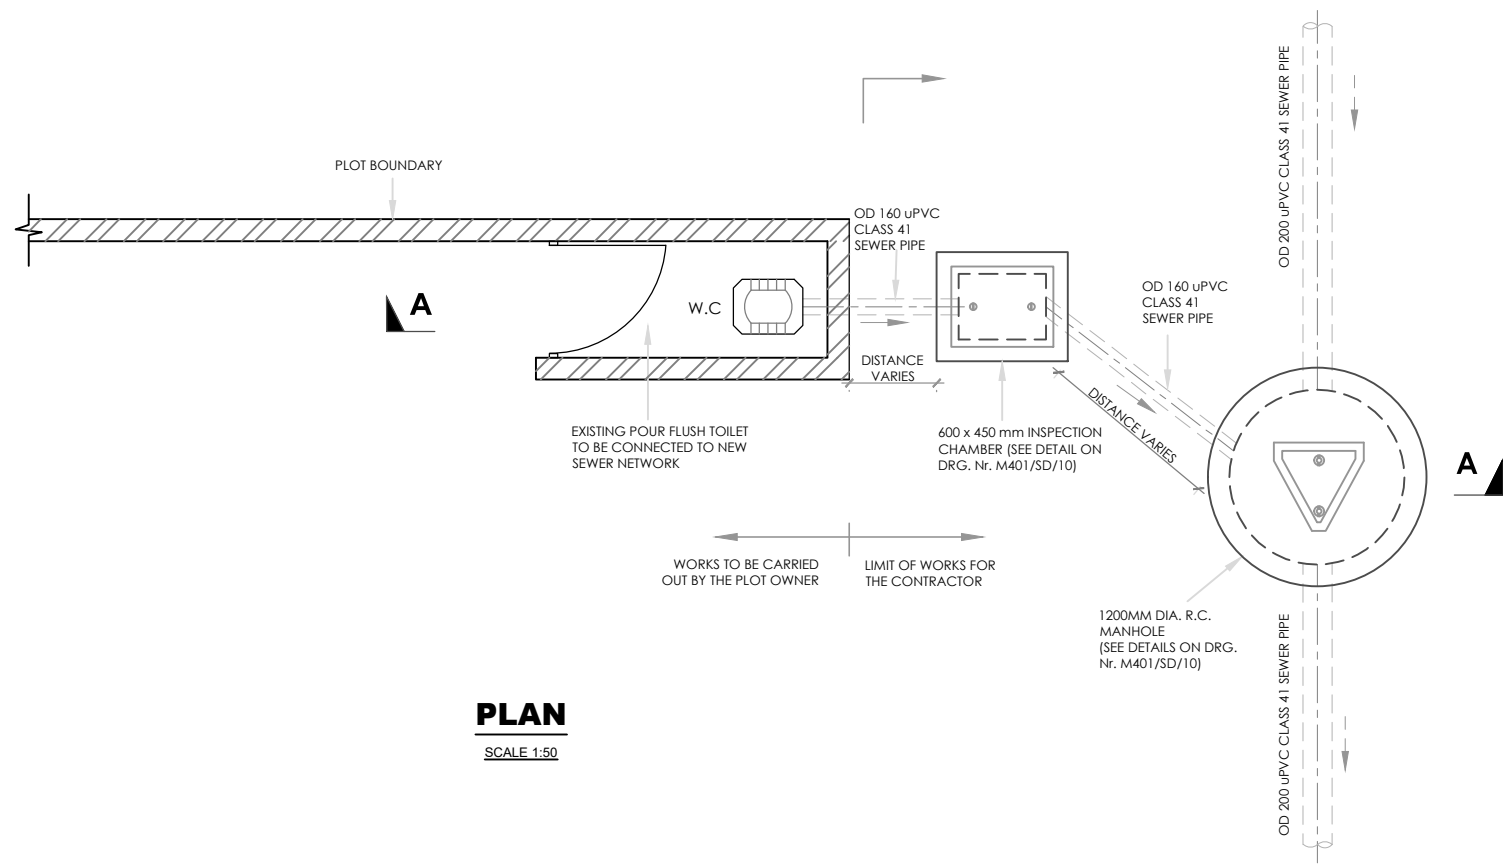 OD 200 uPVC CLASS 41 SEWER PIPE
PLOT BOUNDARY
OD 160 uPVC
CLASS 41
SEWER PIPE
A
W.C
OD 160 uPVC
CLASS 41
SEWER PIPE
DISTANCE
VARIES
DISTANCE VARIES
EXISTING POUR FLUSH TOILET
TO BE CONNECTED TO NEW
SEWER NETWORK
600 x 450 mm INSPECTION
CHAMBER (SEE DETAIL ON
DRG. Nr. M401/SD/10)
A
WORKS TO BE CARRIED
OUT BY THE PLOT OWNER
LIMIT OF WORKS FOR
THE CONTRACTOR
1200MM DIA. R.C.
MANHOLE
(SEE DETAILS ON DRG.
Nr. M401/SD/10)
OD 200 uPVC CLASS 41 SEWER PIPE
PLAN
SCALE 1:50